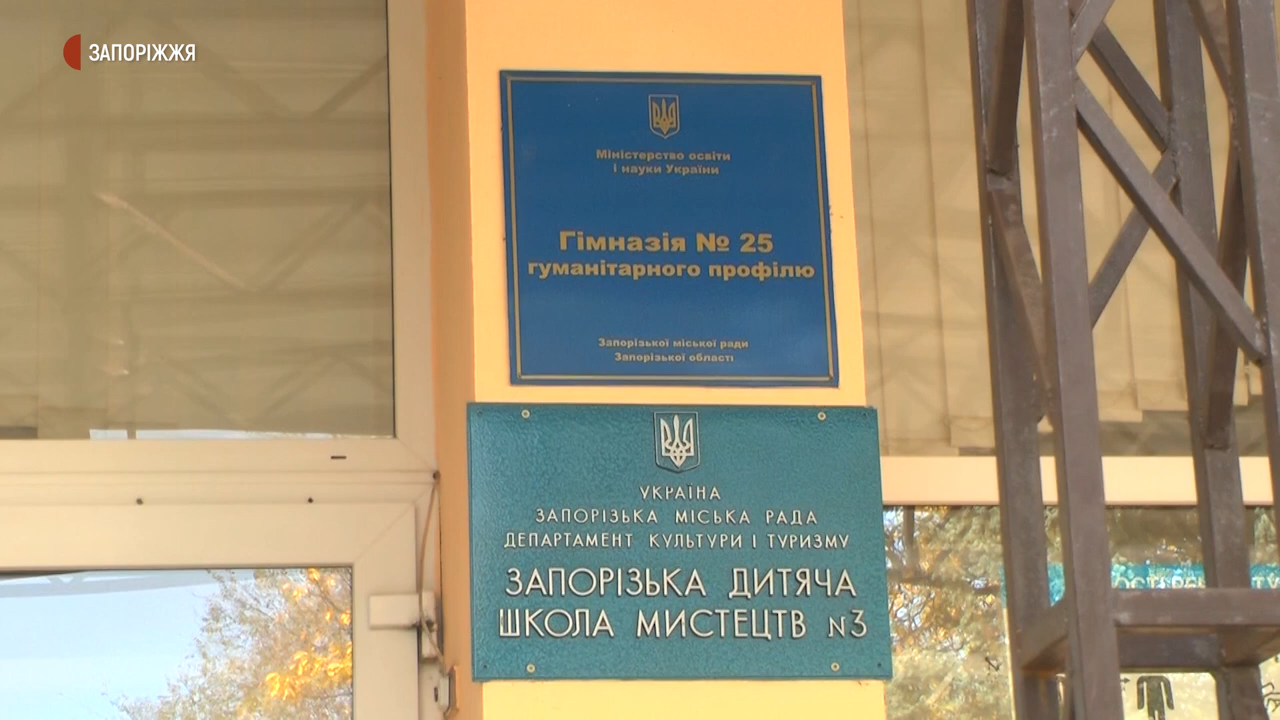 ЗАПОРІЖЖЯ
Міністерство освіти
і науки України
Гімназія № 25
гуманітарного профілю
Запорізької міської ради
Запорізької області
УКРАЇНА
ЗАПОРІЗЬКА МІСЬКА РАДА
ДЕПАРТАМЕНТ КУЛЬТУРИ І ТУРИЗМУ
ЗАПОРІЗЬКА ДИТЯЧА
ШКОЛА МИСТЕЦТВ №3